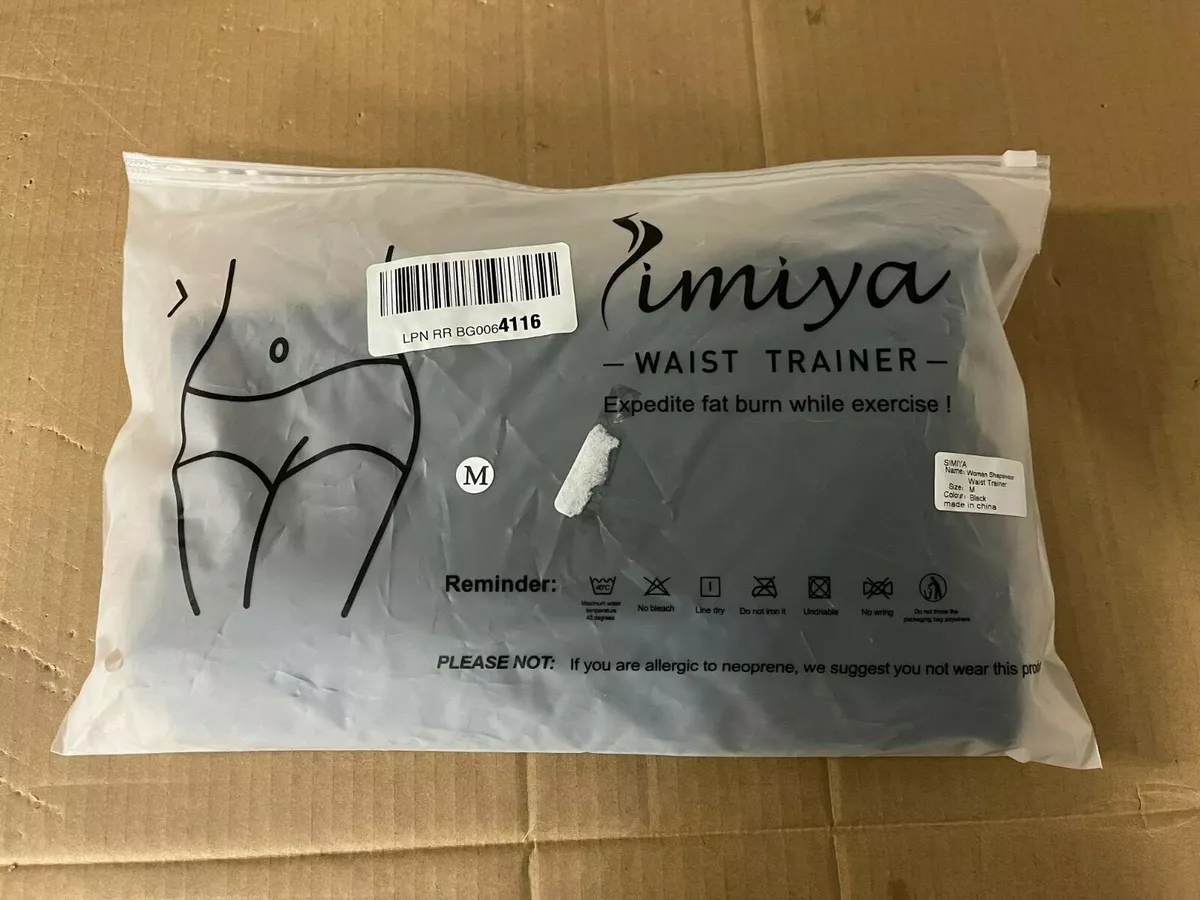 LPN RR BG0064116
Simiya
— WAIST TRAINER —
Expedite fat burn while exercise !
M
SIMIYA
Name: Women Shapewear
Waist Trainer
Size: M
Colour: Black
made in china
Reminder:
40°C
Maximum water
temperature
40 degrees
No bleach
Line dry
Do not iron it
Undriable
No wring
Do not throw the
packaging bag anywhere
PLEASE NOT: If you are allergic to neoprene, we suggest you not wear this prod